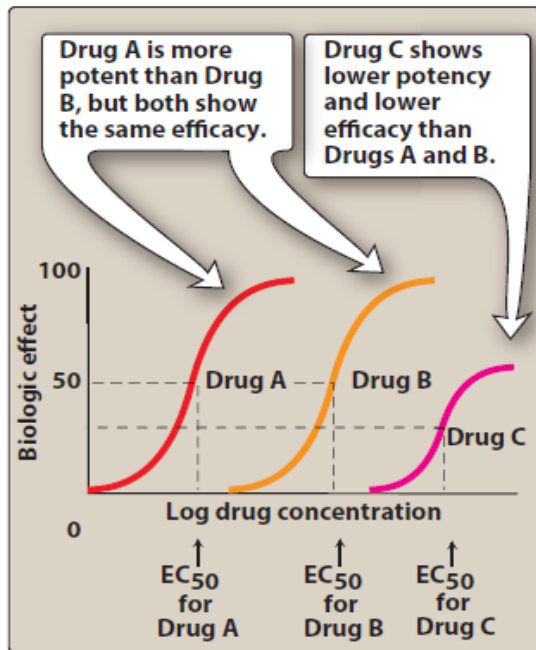 Drug A is more
potent than Drug
B, but both show
the same efficacy.
Drug C shows
lower potency
and lower
efficacy than
Drugs A and B.
100
50
0
Biologic effect
Drug A
Drug B
Drug C
Log drug concentration
EC50
for
Drug A
EC50
for
Drug B
EC50
for
Drug C